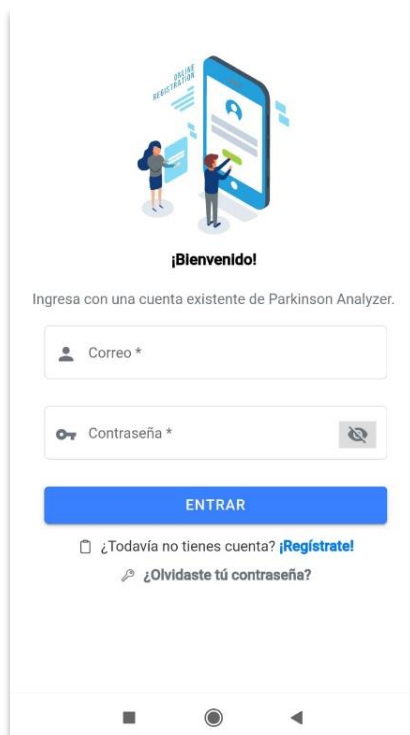 ONLINE
REGISTRATION
¡Bienvenido!
Ingresa con una cuenta existente de Parkinson Analyzer.
Correo *
Contraseña *
ENTRAR
¿Todavía no tienes cuenta? ¡Regístrate!
¿Olvidaste tú contraseña?